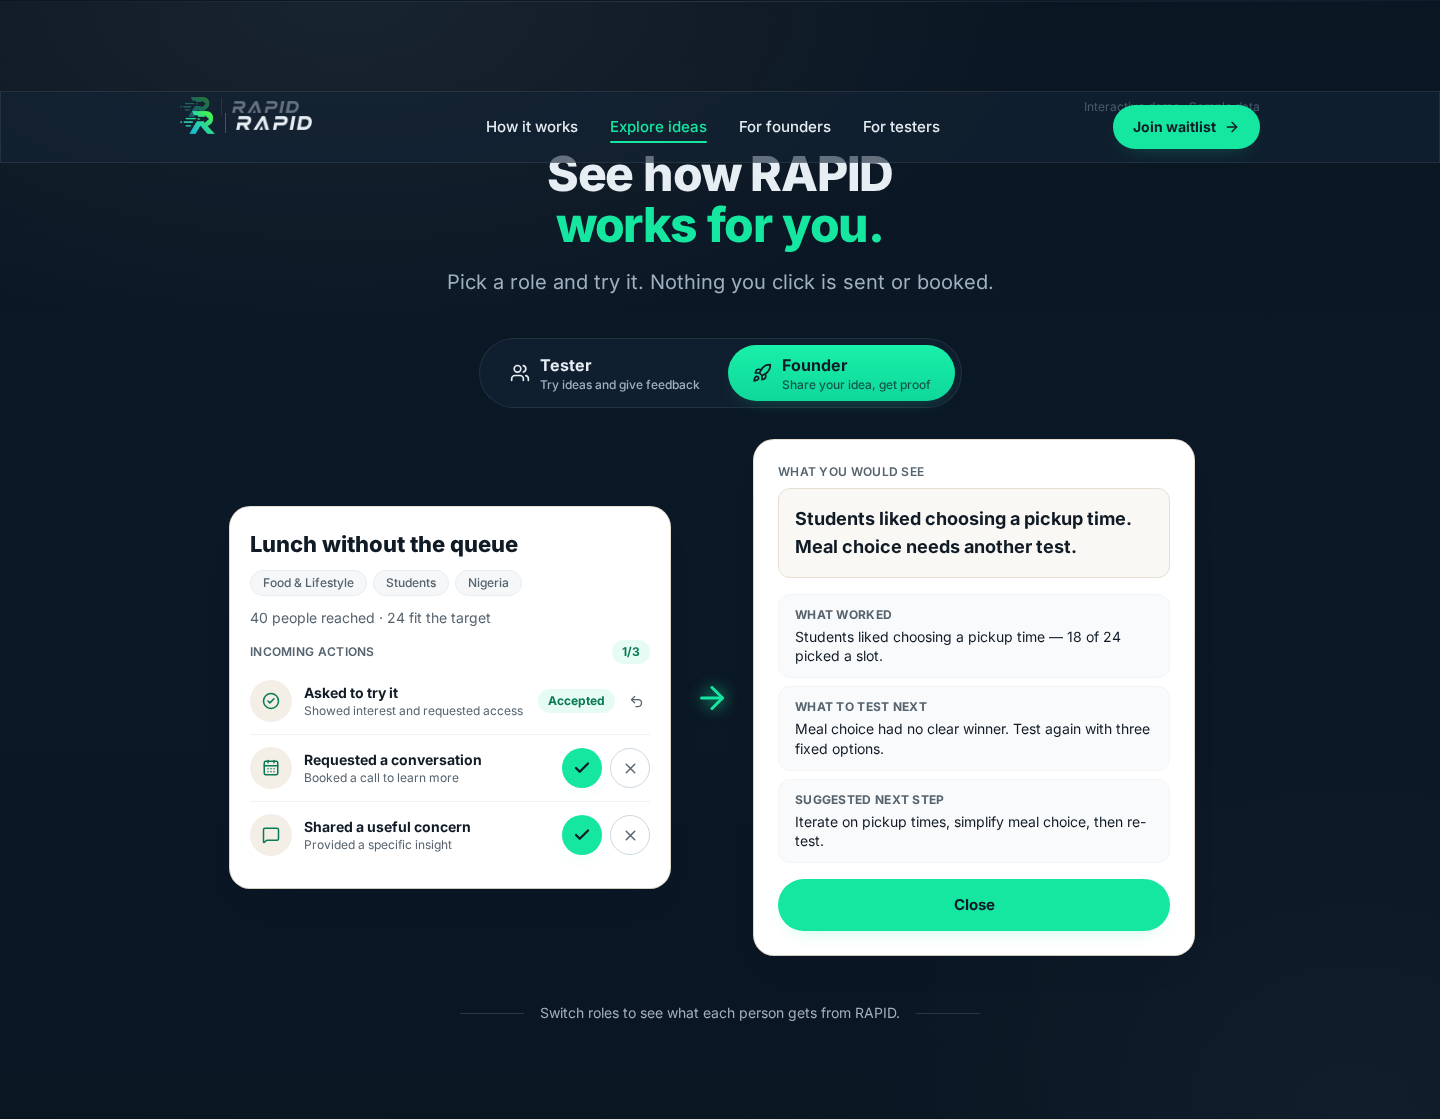 RAPID
RAPID
How it works
Explore ideas
For founders
For testers
Interactive demo · Sample data
Join waitlist
See how RAPID
works for you.
Pick a role and try it. Nothing you click is sent or booked.
Tester
Try ideas and give feedback
Founder
Share your idea, get proof
Lunch without the queue
Food & Lifestyle
Students
Nigeria
40 people reached · 24 fit the target
INCOMING ACTIONS
1/3
Asked to try it
Showed interest and requested access
Accepted
Requested a conversation
Booked a call to learn more
Shared a useful concern
Provided a specific insight
WHAT YOU WOULD SEE
Students liked choosing a pickup time.
Meal choice needs another test.
WHAT WORKED
Students liked choosing a pickup time — 18 of 24
picked a slot.
WHAT TO TEST NEXT
Meal choice had no clear winner. Test again with three
fixed options.
SUGGESTED NEXT STEP
Iterate on pickup times, simplify meal choice, then re-
test.
Close
Switch roles to see what each person gets from RAPID.